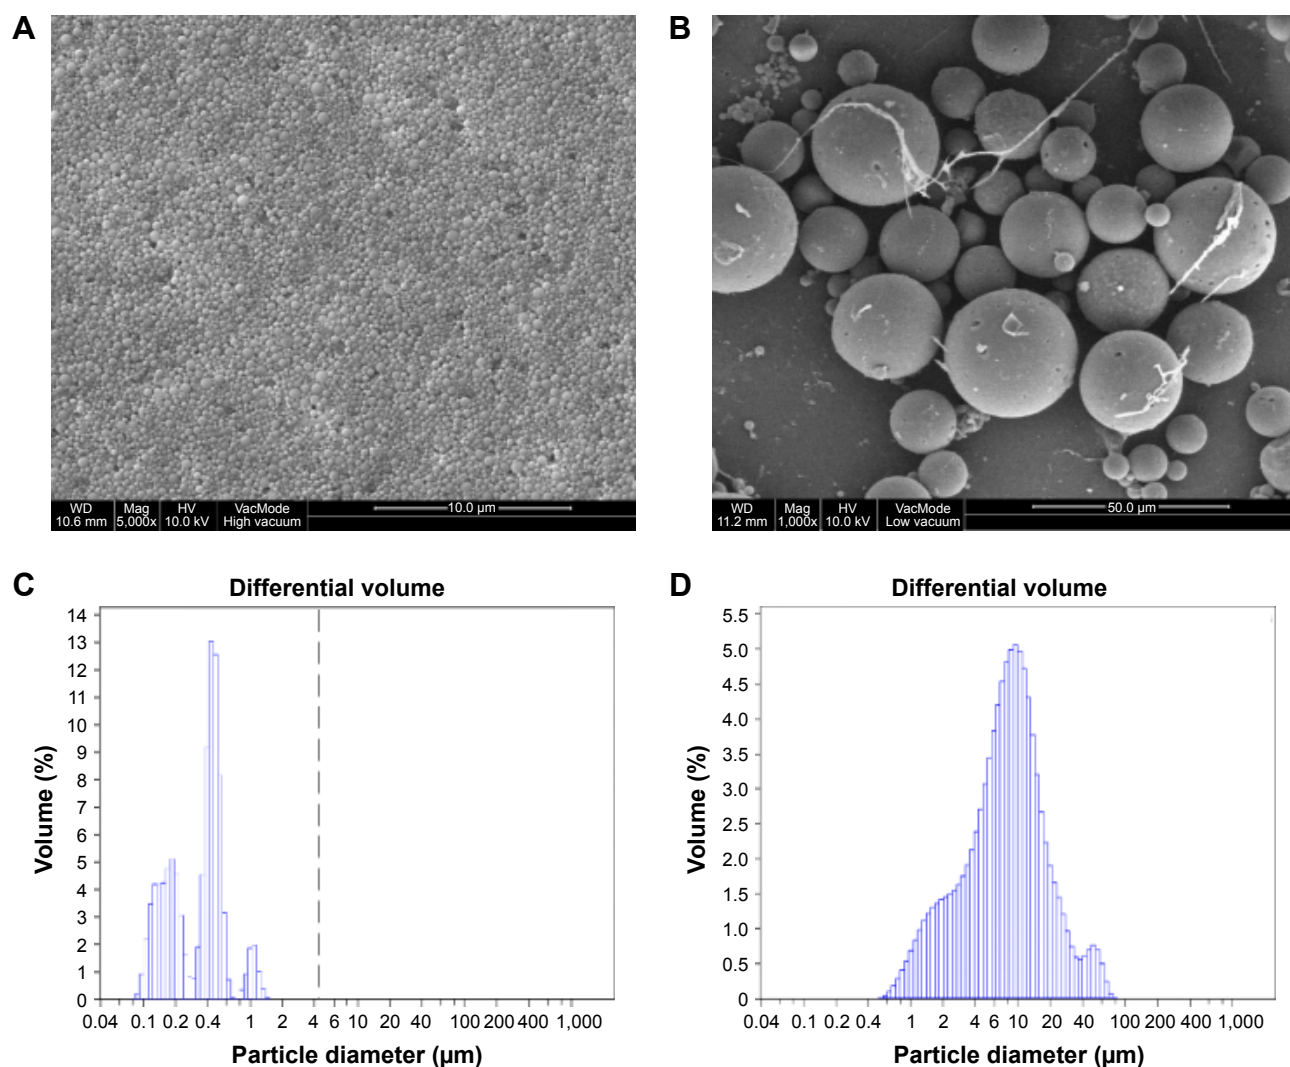 A
WD Mag HV VacMode 10.0 µm
10.6 mm 5,000x 10.0 kV High vacuum
B
WD Mag HV VacMode 50.0 µm
11.2 mm 1,000x 10.0 kV Low vacuum
C
Differential volume
14
13
12
11
10
9
8
7
6
5
4
3
2
1
0
Volume (%)
0.04 0.1 0.2 0.4 1 2 4 6 10 20 40 100 200 400 1,000
Particle diameter (µm)
D
Differential volume
5.5
5.0
4.5
4.0
3.5
3.0
2.5
2.0
1.5
1.0
0.5
0
Volume (%)
0.04 0.1 0.2 0.4 1 2 4 6 10 20 40 100 200 400 1,000
Particle diameter (µm)